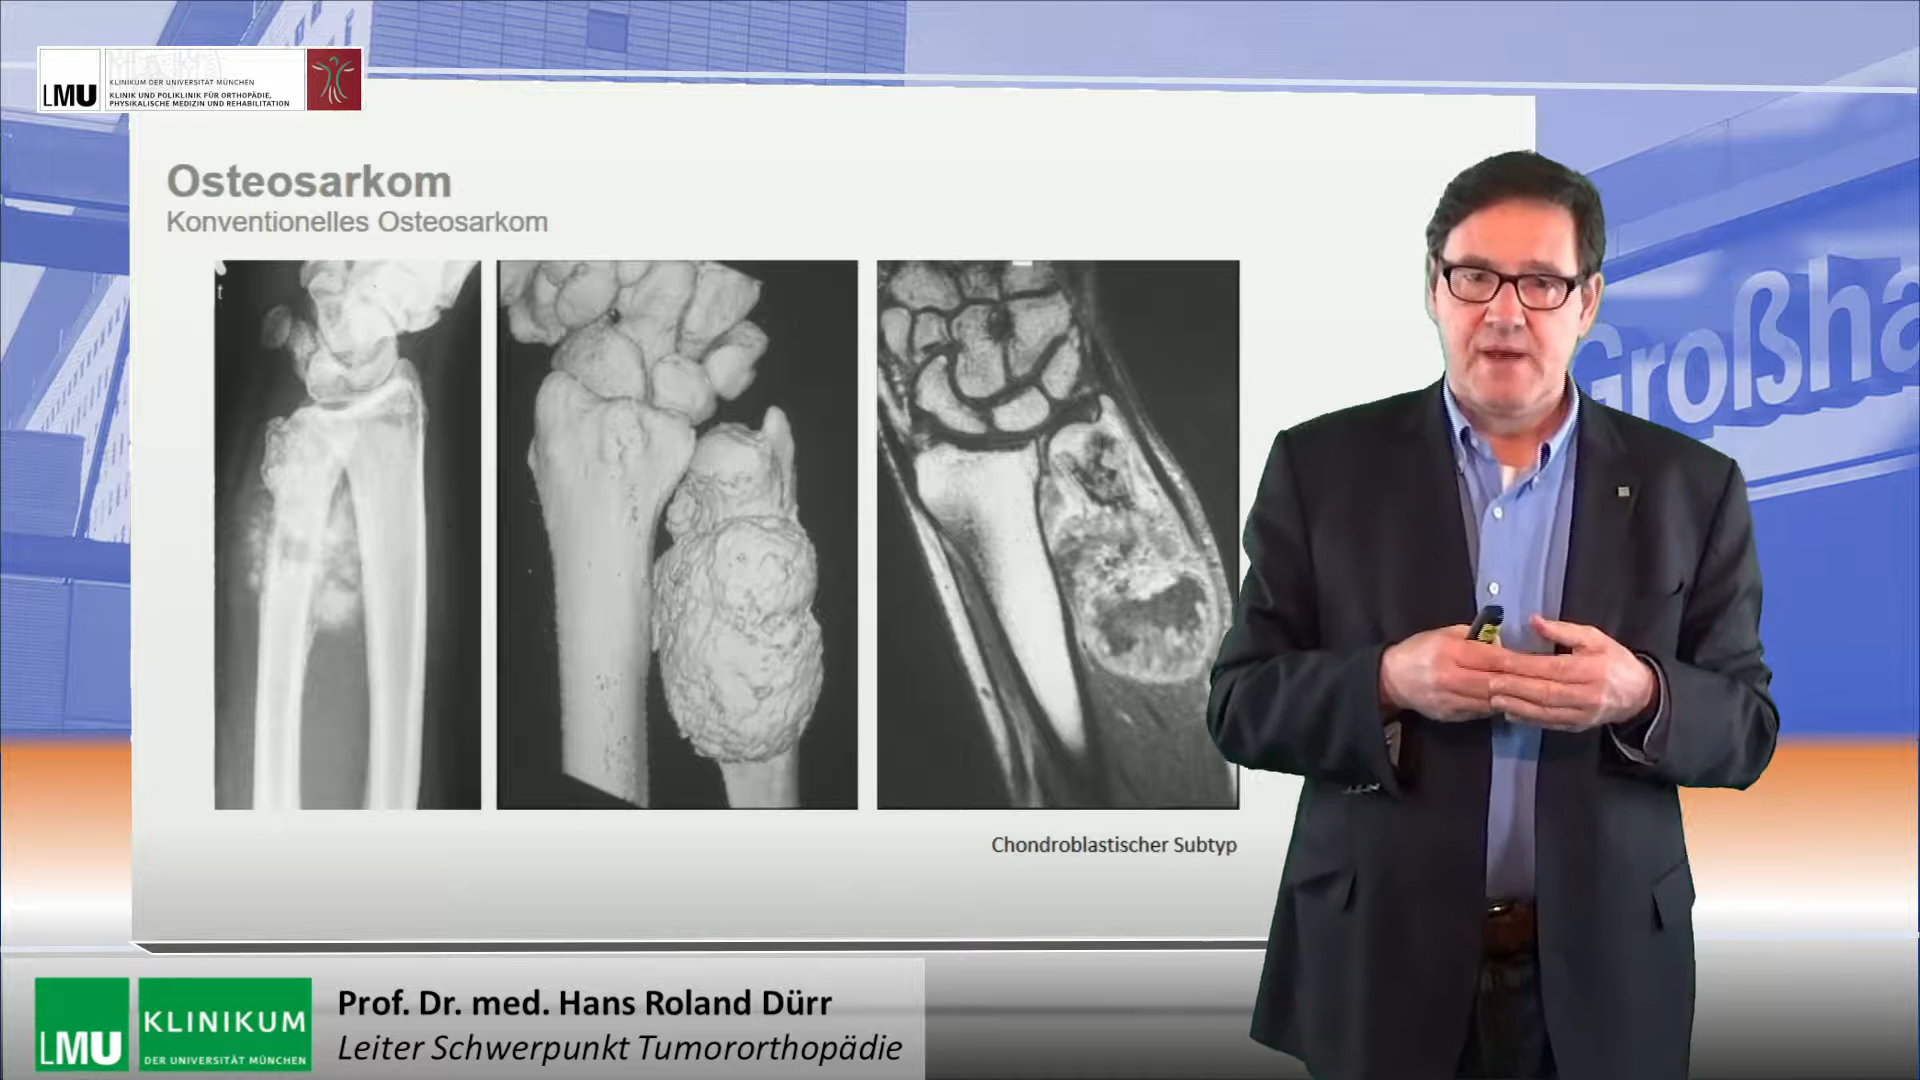 LMU
KLINIKUM DER UNIVERSITÄT MÜNCHEN
KLINIK UND POLIKLINIK FÜR ORTHOPÄDIE,
PHYSIKALISCHE MEDIZIN UND REHABILITATION
Osteosarkom
Konventionelles Osteosarkom
t
Großha
Chondroblastischer Subtyp
LMU
KLINIKUM
DER UNIVERSITÄT MÜNCHEN
Prof. Dr. med. Hans Roland Dürr
Leiter Schwerpunkt Tumororthopädie